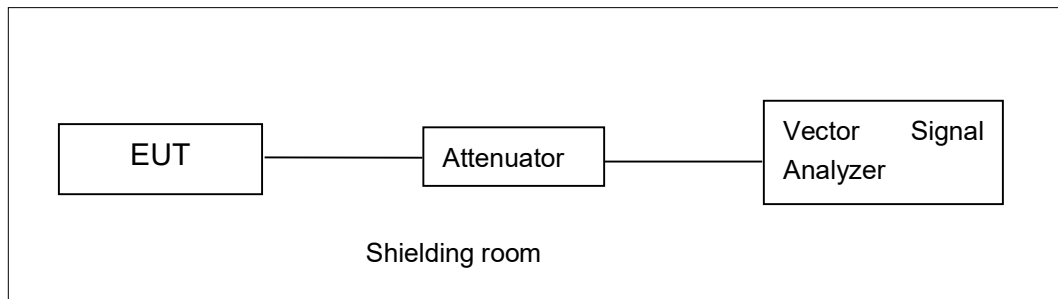 EUT
Attenuator
Vector Signal
Analyzer
Shielding room